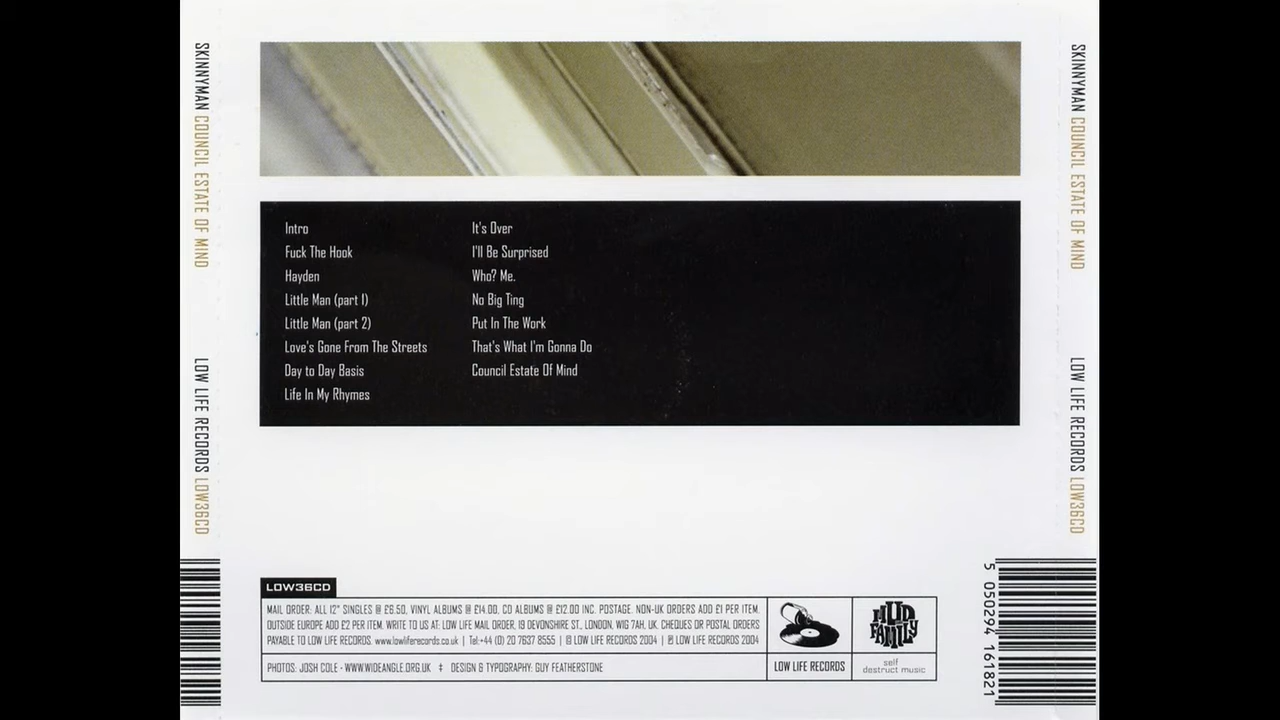 SKINNYMAN COUNCIL ESTATE OF MIND
LOW LIFE RECORDS LOW36CD
Intro
Fuck The Hook
Hayden
Little Man (part 1)
Little Man (part 2)
Love's Gone From The Streets
Day to Day Basis
Life In My Rhymes
It's Over
I'll Be Surprised
Who? Me.
No Big Ting
Put In The Work
That's What I'm Gonna Do
Council Estate Of Mind
SKINNYMAN COUNCIL ESTATE OF MIND
LOW LIFE RECORDS LOW36CD
LOW36CD
MAIL ORDER: ALL 12" SINGLES @ £6.50, VINYL ALBUMS @ £14.00, CD ALBUMS @ £12.00 INC. POSTAGE. NON-UK ORDERS ADD £1 PER ITEM.
OUTSIDE EUROPE ADD £2 PER ITEM. WRITE TO US AT: LOW LIFE MAIL ORDER, 19 DEVONSHIRE ST., LONDON, W1G 7AH, UK. CHEQUES OR POSTAL ORDERS
PAYABLE TO LOW LIFE RECORDS. www.lowliferecords.co.uk | Tel:+44 (0) 20 7637 8555 | © LOW LIFE RECORDS 2004 | ℗ LOW LIFE RECORDS 2004
PHOTOS: JOSH COLE - WWW.WIDEANGLE.ORG.UK ‡ DESIGN & TYPOGRAPHY: GUY FEATHERSTONE
LOW LIFE RECORDS
MUD FAMILY
self
destruct music
5 050294 161821